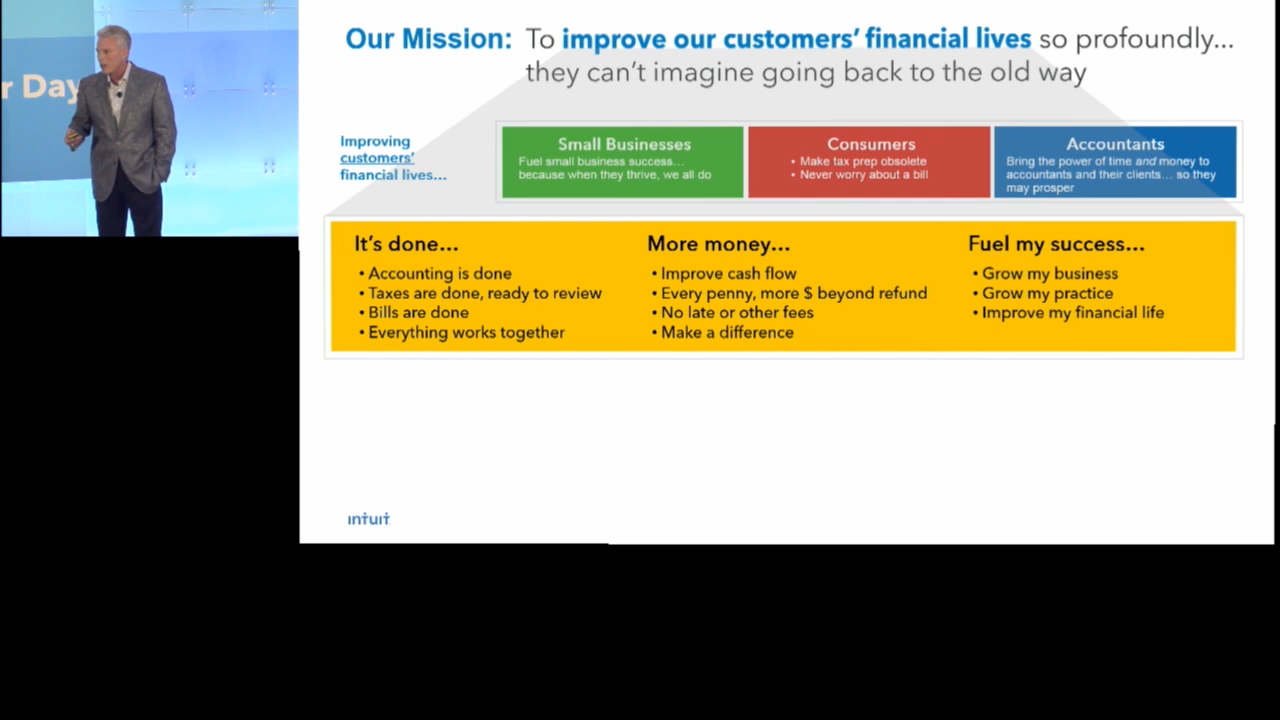 r Day
Our Mission: To improve our customers’ financial lives so profoundly...
they can’t imagine going back to the old way
Improving
customers’
financial lives...
Small Businesses
Fuel small business success...
because when they thrive, we all do
Consumers
• Make tax prep obsolete
• Never worry about a bill
Accountants
Bring the power of time and money to
accountants and their clients... so they
may prosper
It’s done...
• Accounting is done
• Taxes are done, ready to review
• Bills are done
• Everything works together
More money...
• Improve cash flow
• Every penny, more $ beyond refund
• No late or other fees
• Make a difference
Fuel my success...
• Grow my business
• Grow my practice
• Improve my financial life
intuit